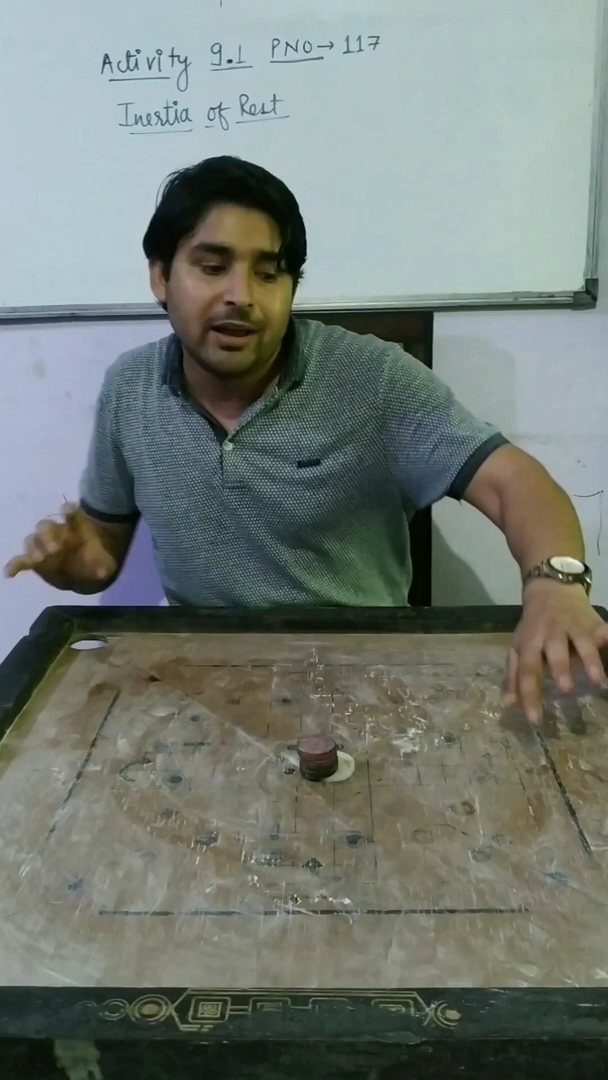 Activity 9.1 PNO→ 117
Inertia of Rest